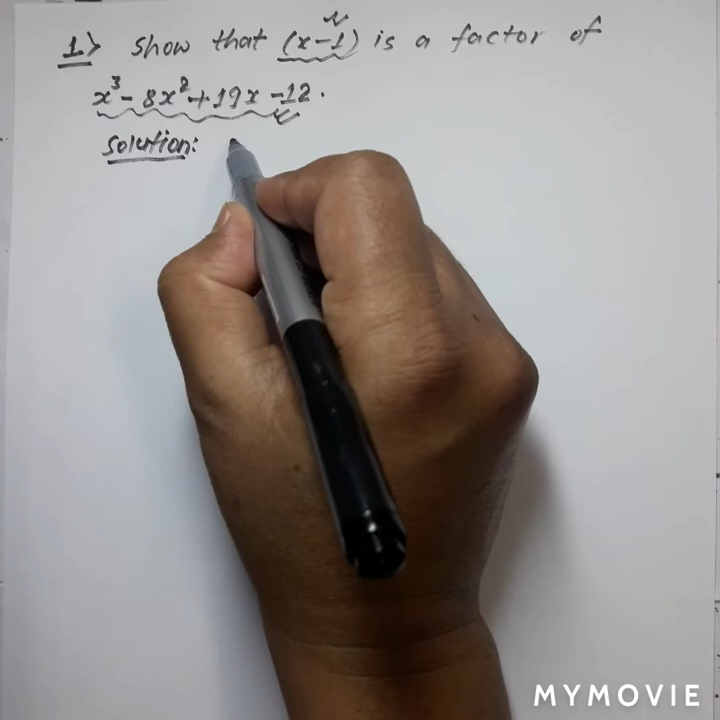 1> Show that (x-1) is a factor of
x³ - 8x² + 19x - 12.
Solution:
MYMOVIE